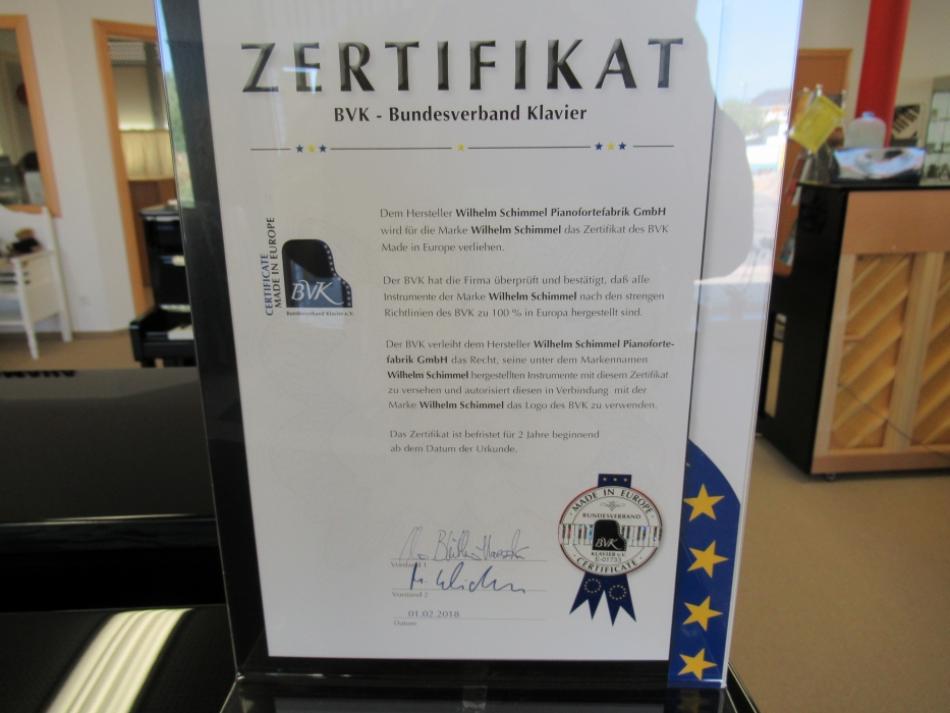 ZERTIFIKAT
BVK - Bundesverband Klavier
Dem Hersteller Wilhelm Schimmel Pianofortefabrik GmbH
wird für die Marke Wilhelm Schimmel das Zertifikat des BVK
Made in Europe verliehen.
CERTIFICATE
MADE IN EUROPE
BVK
Bundesverband Klavier e.V.
Der BVK hat die Firma überprüft und bestätigt, daß alle
Instrumente der Marke Wilhelm Schimmel nach den strengen
Richtlinien des BVK zu 100 % in Europa hergestellt sind.
Der BVK verleiht dem Hersteller Wilhelm Schimmel Pianoforte-
fabrik GmbH das Recht, seine unter dem Markennamen
Wilhelm Schimmel hergestellten Instrumente mit diesem Zertifikat
zu versehen und autorisiert diesen in Verbindung mit der
Marke Wilhelm Schimmel das Logo des BVK zu verwenden.
Das Zertifikat ist befristet für 2 Jahre beginnend
ab dem Datum der Urkunde.
Vorstand 1
Vorstand 2
01.02.2018
Datum
MADE IN EUROPE
BUNDESVERBAND
BVK
KLAVIER e.V.
E-01733
CERTIFICATE